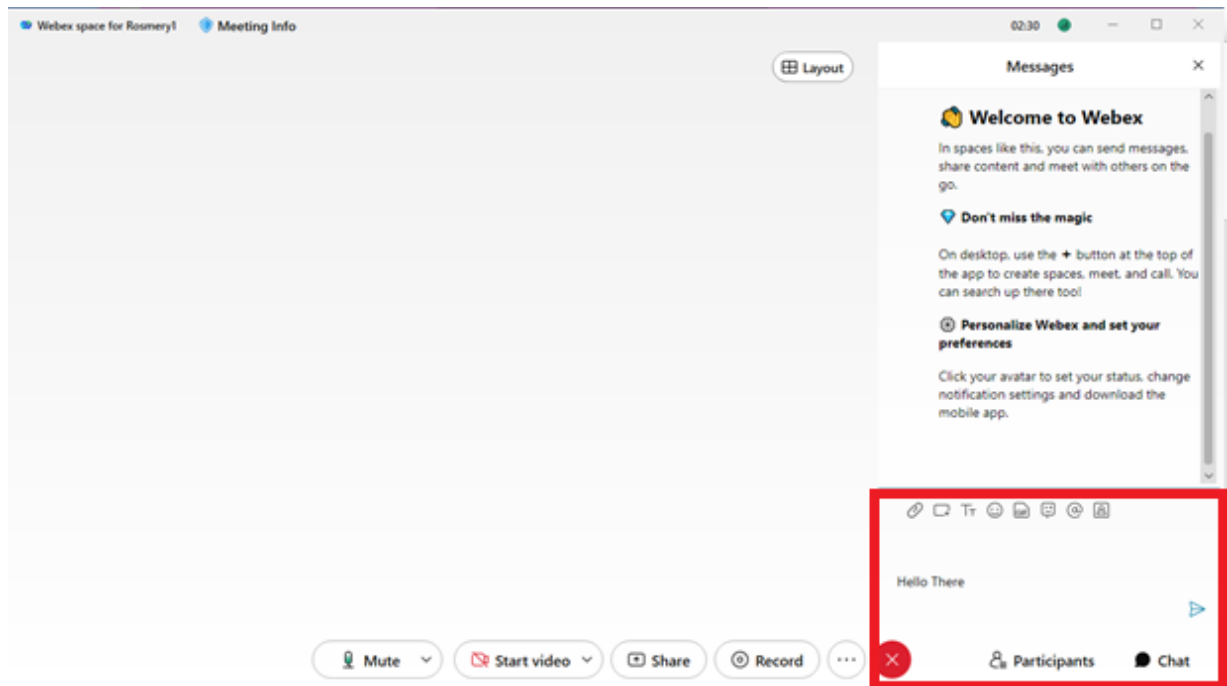 Webex space for Rosmery1 Meeting Info 02:30
Layout
Messages
Welcome to Webex
In spaces like this, you can send messages,
share content and meet with others on the
go.
Don't miss the magic
On desktop, use the + button at the top of
the app to create spaces, meet, and call. You
can search up there too!
Personalize Webex and set your
preferences
Click your avatar to set your status, change
notification settings and download the
mobile app.
Hello There
Mute Start video Share Record Participants Chat